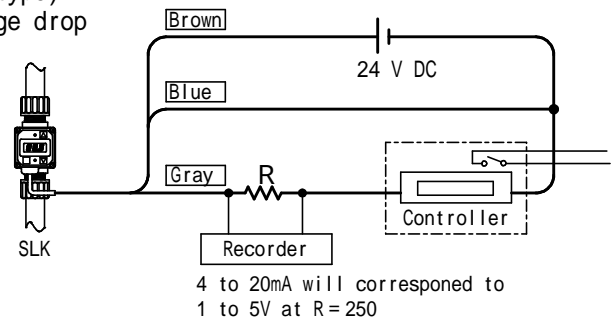 type)
ge drop
Brown
24 V DC
Blue
Gray
R
Controller
SLK
Recorder
4 to 20mA will corresponed to
1 to 5V at R=250